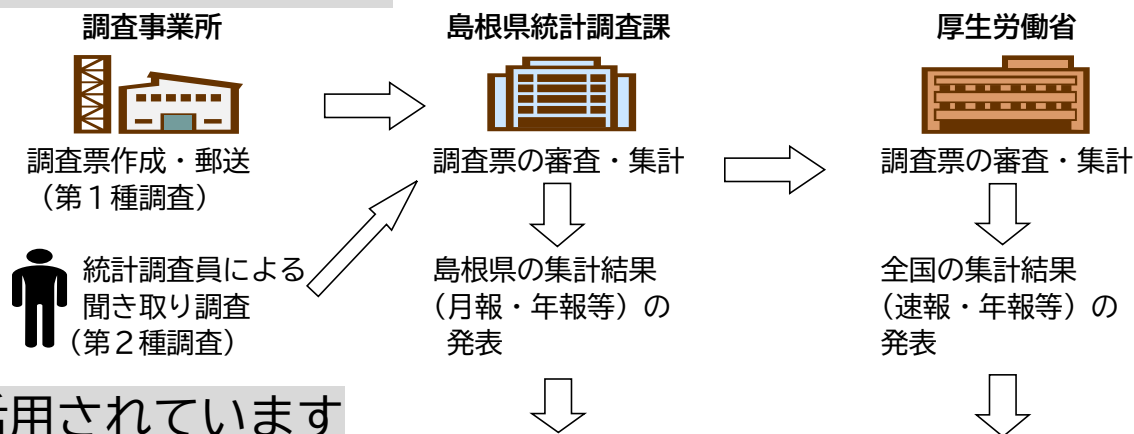 調査事業所
島根県統計調査課
厚生労働省
調査票作成・郵送
（第１種調査）
調査票の審査・集計
調査票の審査・集計
統計調査員による
聞き取り調査
（第２種調査）
島根県の集計結果
（月報・年報等）の
発表
全国の集計結果
（速報・年報等）の
発表
活用されています